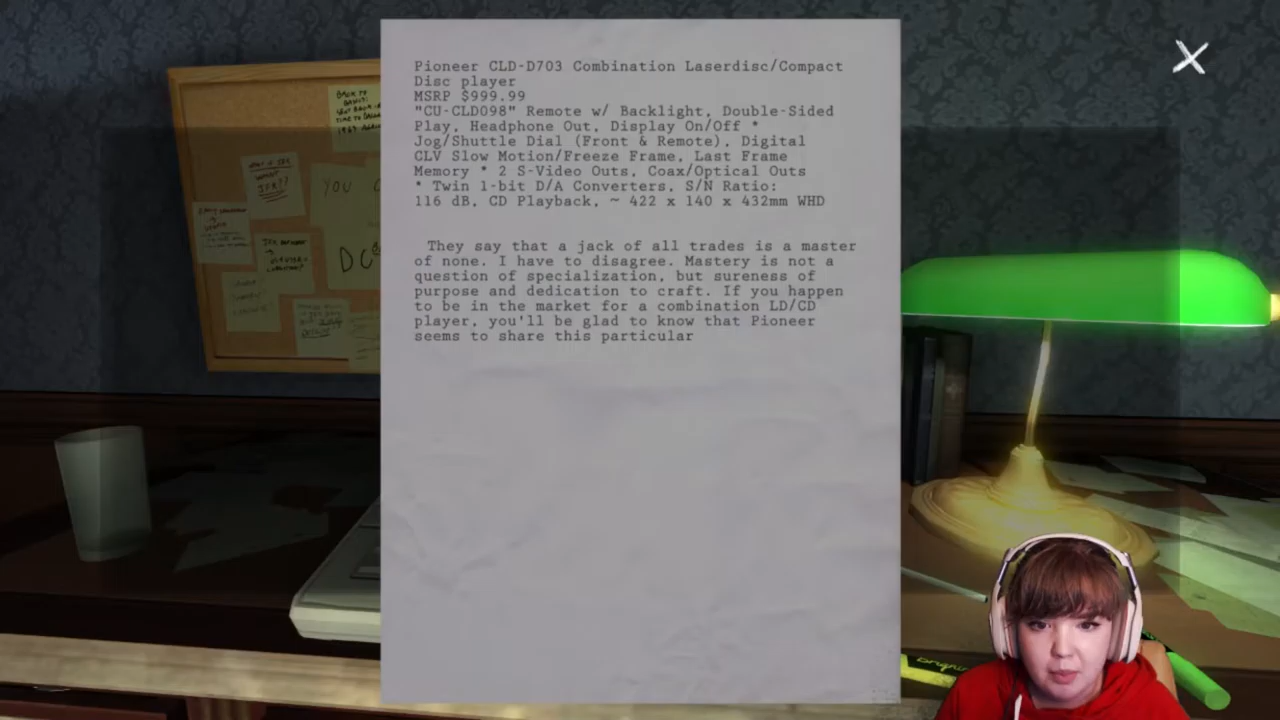 Pioneer CLD-D703 Combination Laserdisc/Compact
Disc player
MSRP $999.99
"CU-CLD098" Remote w/ Backlight, Double-Sided
Play, Headphone Out, Display On/Off *
Jog/Shuttle Dial (Front & Remote), Digital
CLV Slow Motion/Freeze Frame, Last Frame
Memory * 2 S-Video Outs, Coax/Optical Outs
* Twin 1-bit D/A Converters, S/N Ratio:
116 dB, CD Playback, ~ 422 x 140 x 432mm WHD
They say that a jack of all trades is a master
of none. I have to disagree. Mastery is not a
question of specialization, but sureness of
purpose and dedication to craft. If you happen
to be in the market for a combination LD/CD
player, you'll be glad to know that Pioneer
seems to share this particular
BACK TO
BASICS:
JFK??
YOU